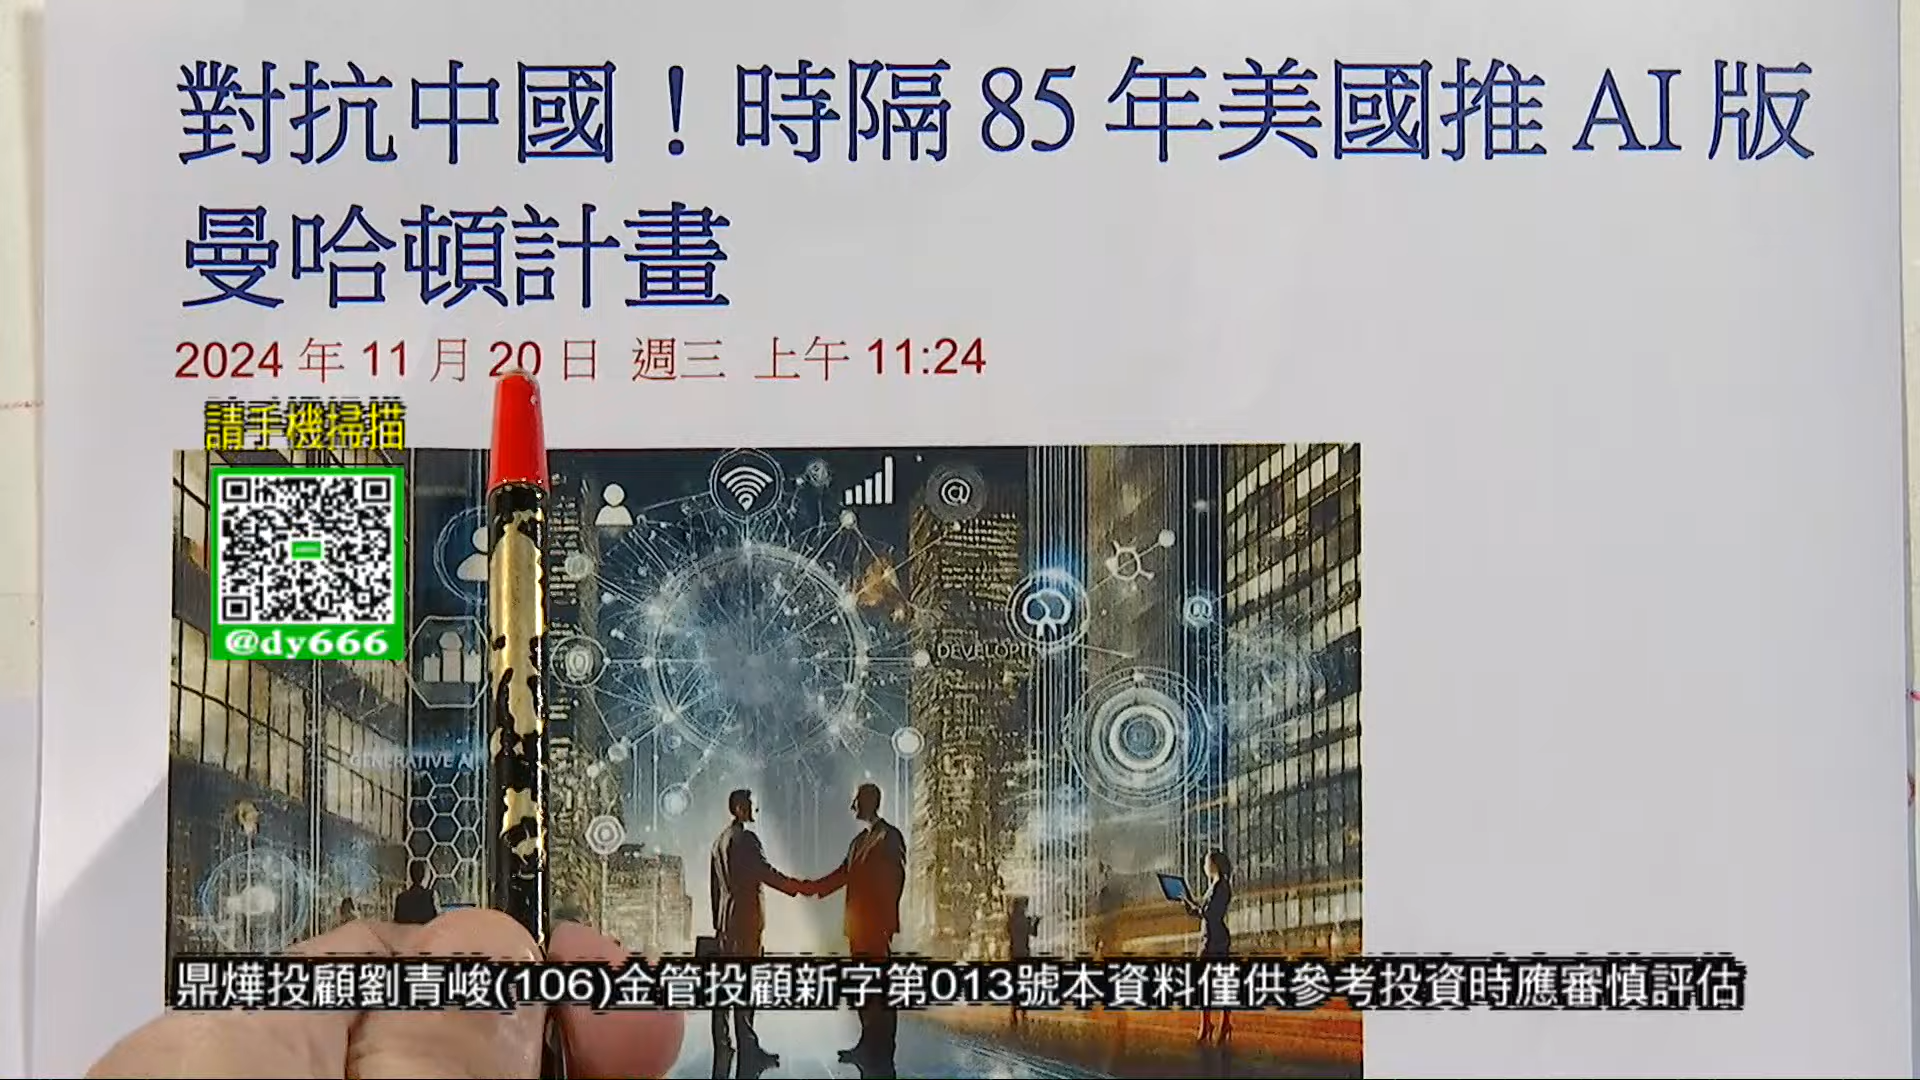 對抗中國！時隔85年美國推AI版
曼哈頓計畫
2024年11月20日 週三 上午11:24
請手機掃描
@dy666
DEVELOPI
GENERATIVE AI
鼎燁投顧劉青峻(106)金管投顧新字第013號本資料僅供參考投資時應審慎評估